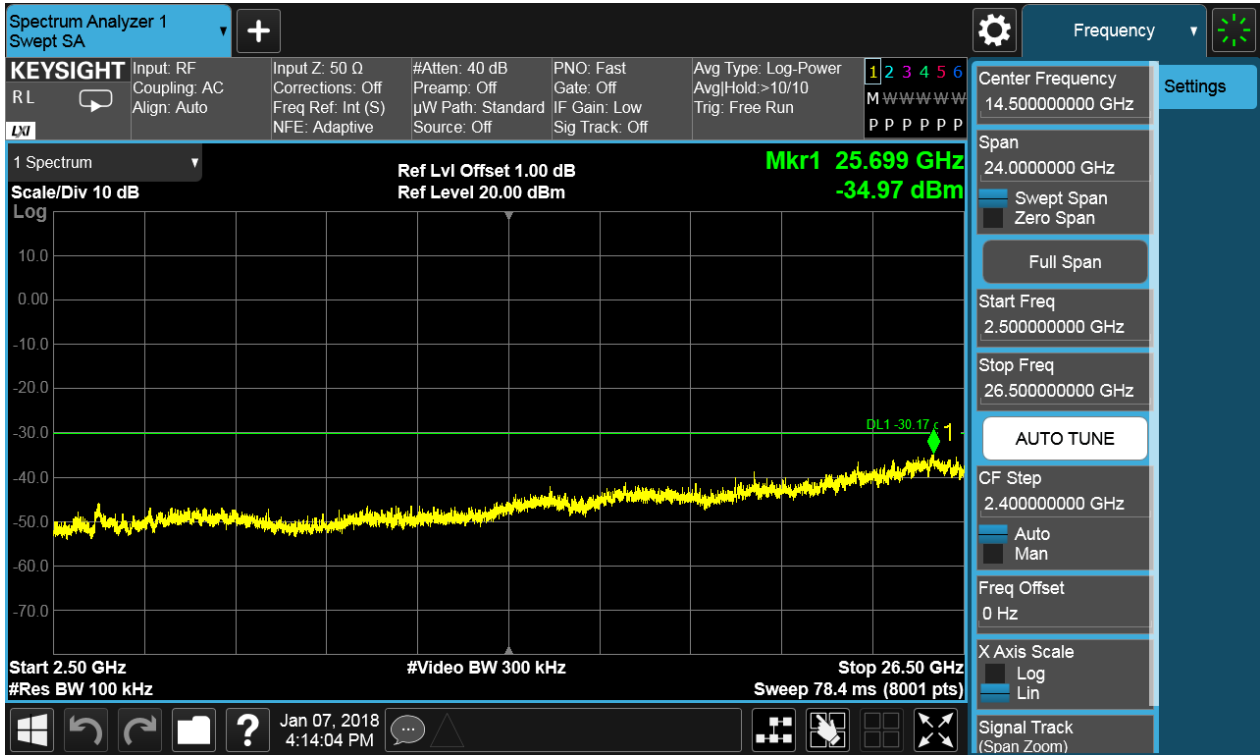 Spectrum Analyzer 1
Swept SA
Frequency
KEYSIGHT
RL
LXI
Input: RF
Coupling: AC
Align: Auto
Input Z: 50 Ω
Corrections: Off
Freq Ref: Int (S)
NFE: Adaptive
#Atten: 40 dB
Preamp: Off
µW Path: Standard
Source: Off
PNO: Fast
Gate: Off
IF Gain: Low
Sig Track: Off
Avg Type: Log-Power
Avg|Hold:>10/10
Trig: Free Run
1 2 3 4 5 6
M W W W W W
P P P P P P
1 Spectrum
Scale/Div 10 dB
Log
Ref Lvl Offset 1.00 dB
Ref Level 20.00 dBm
Mkr1 25.699 GHz
-34.97 dBm
10.0
0.00
-10.0
-20.0
-30.0
-40.0
-50.0
-60.0
-70.0
DL1 -30.17
1
Start 2.50 GHz
#Video BW 300 kHz
Stop 26.50 GHz
#Res BW 100 kHz
Sweep 78.4 ms (8001 pts)
Center Frequency
14.500000000 GHz
Span
24.0000000 GHz
Swept Span
Zero Span
Full Span
Start Freq
2.500000000 GHz
Stop Freq
26.500000000 GHz
AUTO TUNE
CF Step
2.400000000 GHz
Auto
Man
Freq Offset
0 Hz
X Axis Scale
Log
Lin
Signal Track
(Span Zoom)
Settings
?
Jan 07, 2018
4:14:04 PM